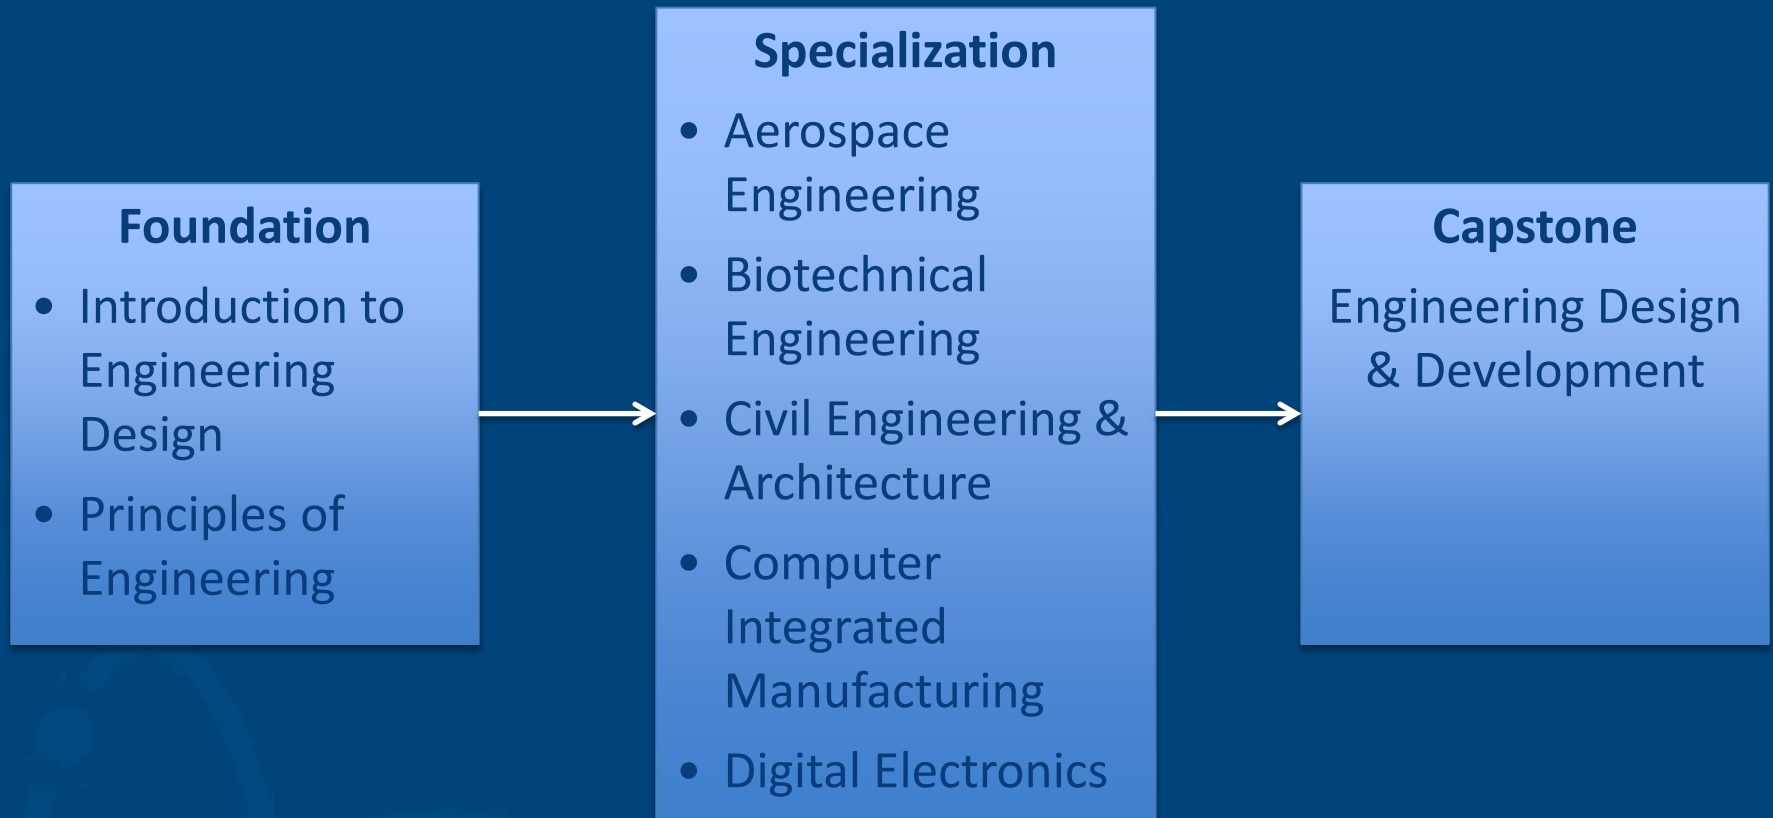 Foundation
• Introduction to
Engineering
Design
• Principles of
Engineering
Specialization
• Aerospace
Engineering
• Biotechnical
Engineering
• Civil Engineering &
Architecture
• Computer
Integrated
Manufacturing
• Digital Electronics
Capstone
Engineering Design
& Development